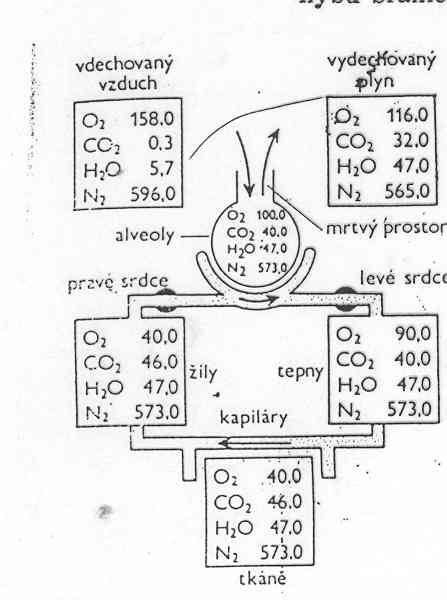 vdechovaný
vzduch
O₂ 158.0
CO₂ 0,3
H₂O 5,7
N₂ 596,0
vydechovaný
plyn
O₂ 116,0
CO₂ 32.0
H₂O 47,0
N₂ 565,0
O₂ 100,0
CO₂ 40,0
H₂O 47,0
N₂ 573,0
alveoly
mrtvý prostor
pravé srdce
levé srdce
O₂ 40,0
CO₂ 46,0
H₂O 47,0
N₂ 573.0
žíly
tepny
O₂ 90,0
CO₂ 40,0
H₂O 47,0
N₂ 573,0
kapiláry
O₂ 40,0
CO₂ 46,0
H₂O 47,0
N₂ 573.0
tkáně